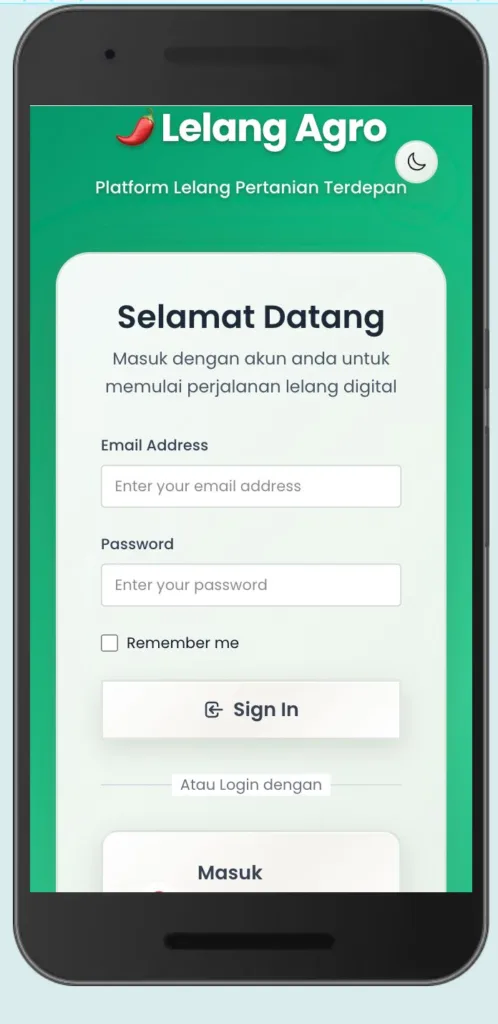 Lelang Agro
Platform Lelang Pertanian Terdepan
Selamat Datang
Masuk dengan akun anda untuk
memulai perjalanan lelang digital
Email Address
Enter your email address
Password
Enter your password
Remember me
Sign In
Atau Login dengan
Masuk